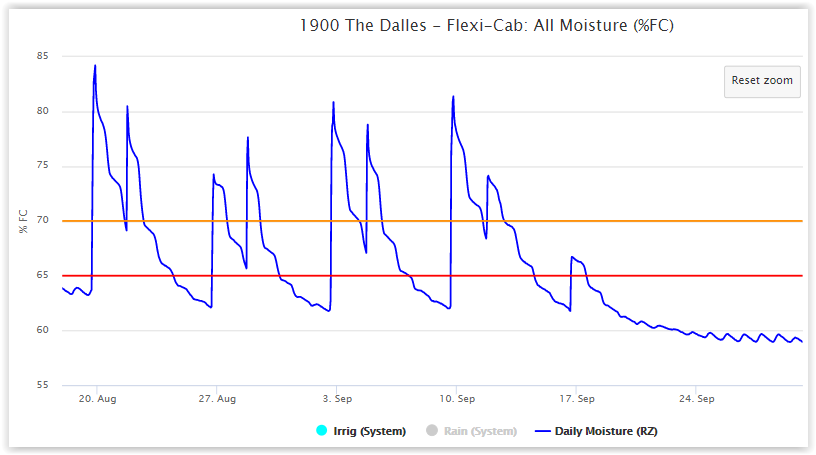 1900 The Dalles - Flexi-Cab: All Moisture (%FC)
85
Reset zoom
80
75
70
% FC
65
60
55
20. Aug 27. Aug 3. Sep 10. Sep 17. Sep 24. Sep
Irrig (System) Rain (System) Daily Moisture (RZ)